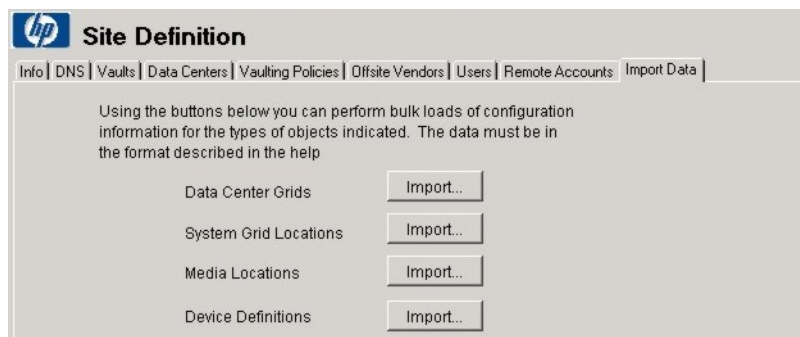 hp Site Definition
Info DNS Vaults Data Centers Vaulting Policies Offsite Vendors Users Remote Accounts Import Data
Using the buttons below you can perform bulk loads of configuration
information for the types of objects indicated. The data must be in
the format described in the help
Data Center Grids Import...
System Grid Locations Import...
Media Locations Import...
Device Definitions Import...